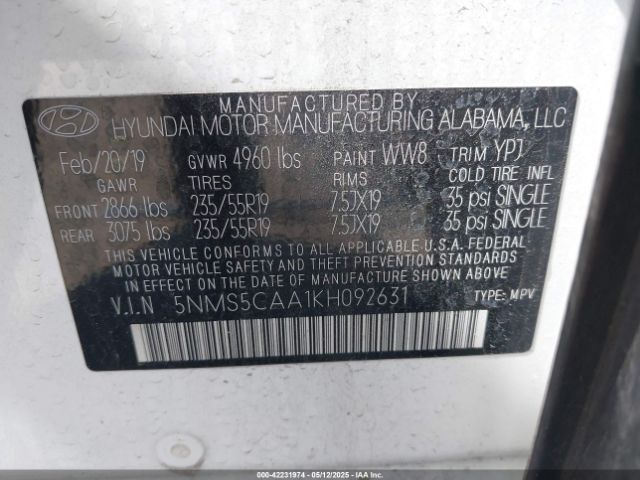 MANUFACTURED BY
HYUNDAI MOTOR MANUFACTURING ALABAMA, LLC
Feb/20/19 GVWR 4960 lbs PAINT WW8 TRIM YPJ
GAWR TIRES RIMS COLD TIRE INFL
FRONT 2866 lbs 235/55R19 7.5JX19 35 psi SINGLE
REAR 3075 lbs 235/55R19 7.5JX19 35 psi SINGLE
THIS VEHICLE CONFORMS TO ALL APPLICABLE U.S.A. FEDERAL
MOTOR VEHICLE SAFETY AND THEFT PREVENTION STANDARDS
IN EFFECT ON THE DATE OF MANUFACTURE SHOWN ABOVE.
V.I.N 5NMS5CAA1KH092631 TYPE: MPV
000-42231974 | 05/12/2025 | Copyright © IAA, Inc.